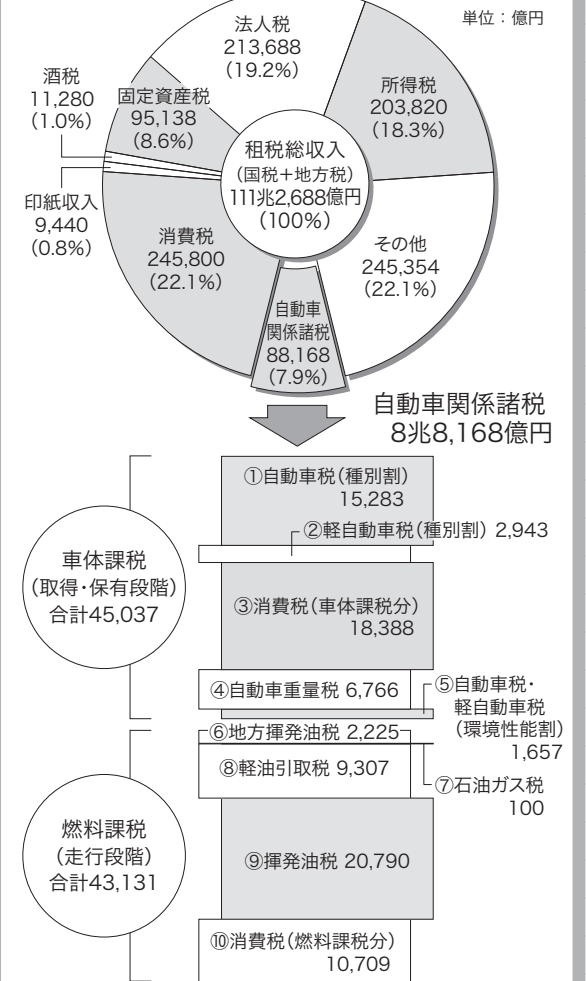 単位：億円
法人税
213,688
(19.2%)
所得税
203,820
(18.3%)
酒税
11,280
(1.0%)
固定資産税
95,138
(8.6%)
租税総収入
(国税+地方税)
111兆2,688億円
(100%)
印紙収入
9,440
(0.8%)
消費税
245,800
(22.1%)
その他
245,354
(22.1%)
自動車
関係諸税
88,168
(7.9%)
自動車関係諸税
8兆8,168億円
車体課税
(取得・保有段階)
合計45,037
①自動車税(種別割)
15,283
②軽自動車税(種別割) 2,943
③消費税(車体課税分)
18,388
④自動車重量税 6,766
⑤自動車税・
軽自動車税
(環境性能割)
1,657
燃料課税
(走行段階)
合計43,131
⑥地方揮発油税 2,225
⑦石油ガス税
100
⑧軽油引取税 9,307
⑨揮発油税 20,790
⑩消費税(燃料課税分)
10,709